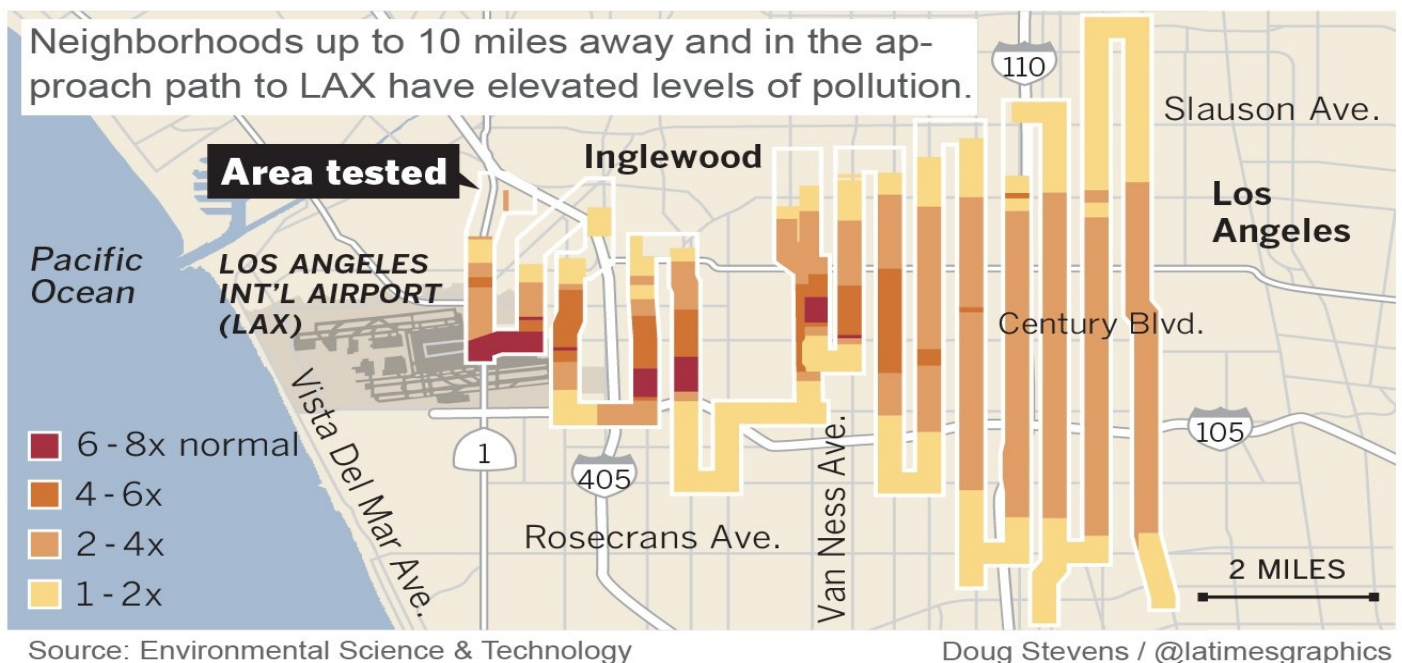 Neighborhoods up to 10 miles away and in the ap-
proach path to LAX have elevated levels of pollution.
110
Slauson Ave.
Area tested
Inglewood
Los
Angeles
Pacific
Ocean
LOS ANGELES
INT'L AIRPORT
(LAX)
Century Blvd.
Vista Del Mar Ave.
6 - 8x normal
4 - 6x
2 - 4x
1 - 2x
1
405
105
Rosecrans Ave.
Van Ness Ave.
2 MILES
Source: Environmental Science & Technology
Doug Stevens / @latimesgraphics